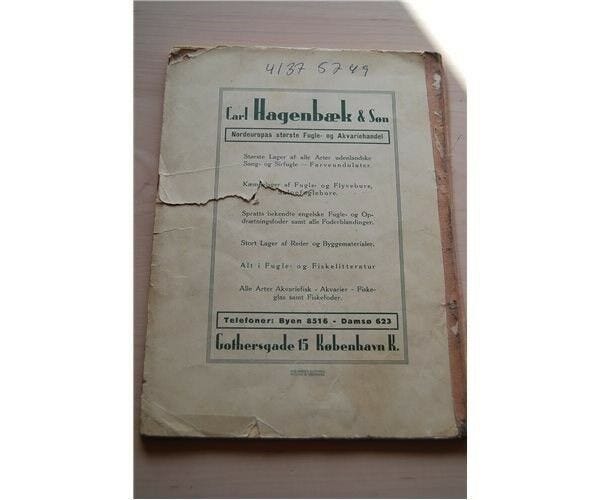 4137 5749
Carl Hagenbæk & Søn
Nordeuropas største Fugle- og Akvariehandel
Største Lager af alle Arter udenlandske
Sang- og Sirfugle — Farveundulater.
af Fugle- og Flyvebure,
Spratts bekendte engelske Fugle- og Op-
drætningsfoder samt alle Foderblandinger.
Stort Lager af Reder og Byggematerialer.
Alt i Fugle- og Fiskelitteratur
Alle Arter Akvariefisk - Akvarier - Fiske-
glas samt Fiskefoder.
Telefoner: Byen 8516 - Damsø 623
Gothersgade 15 København K.